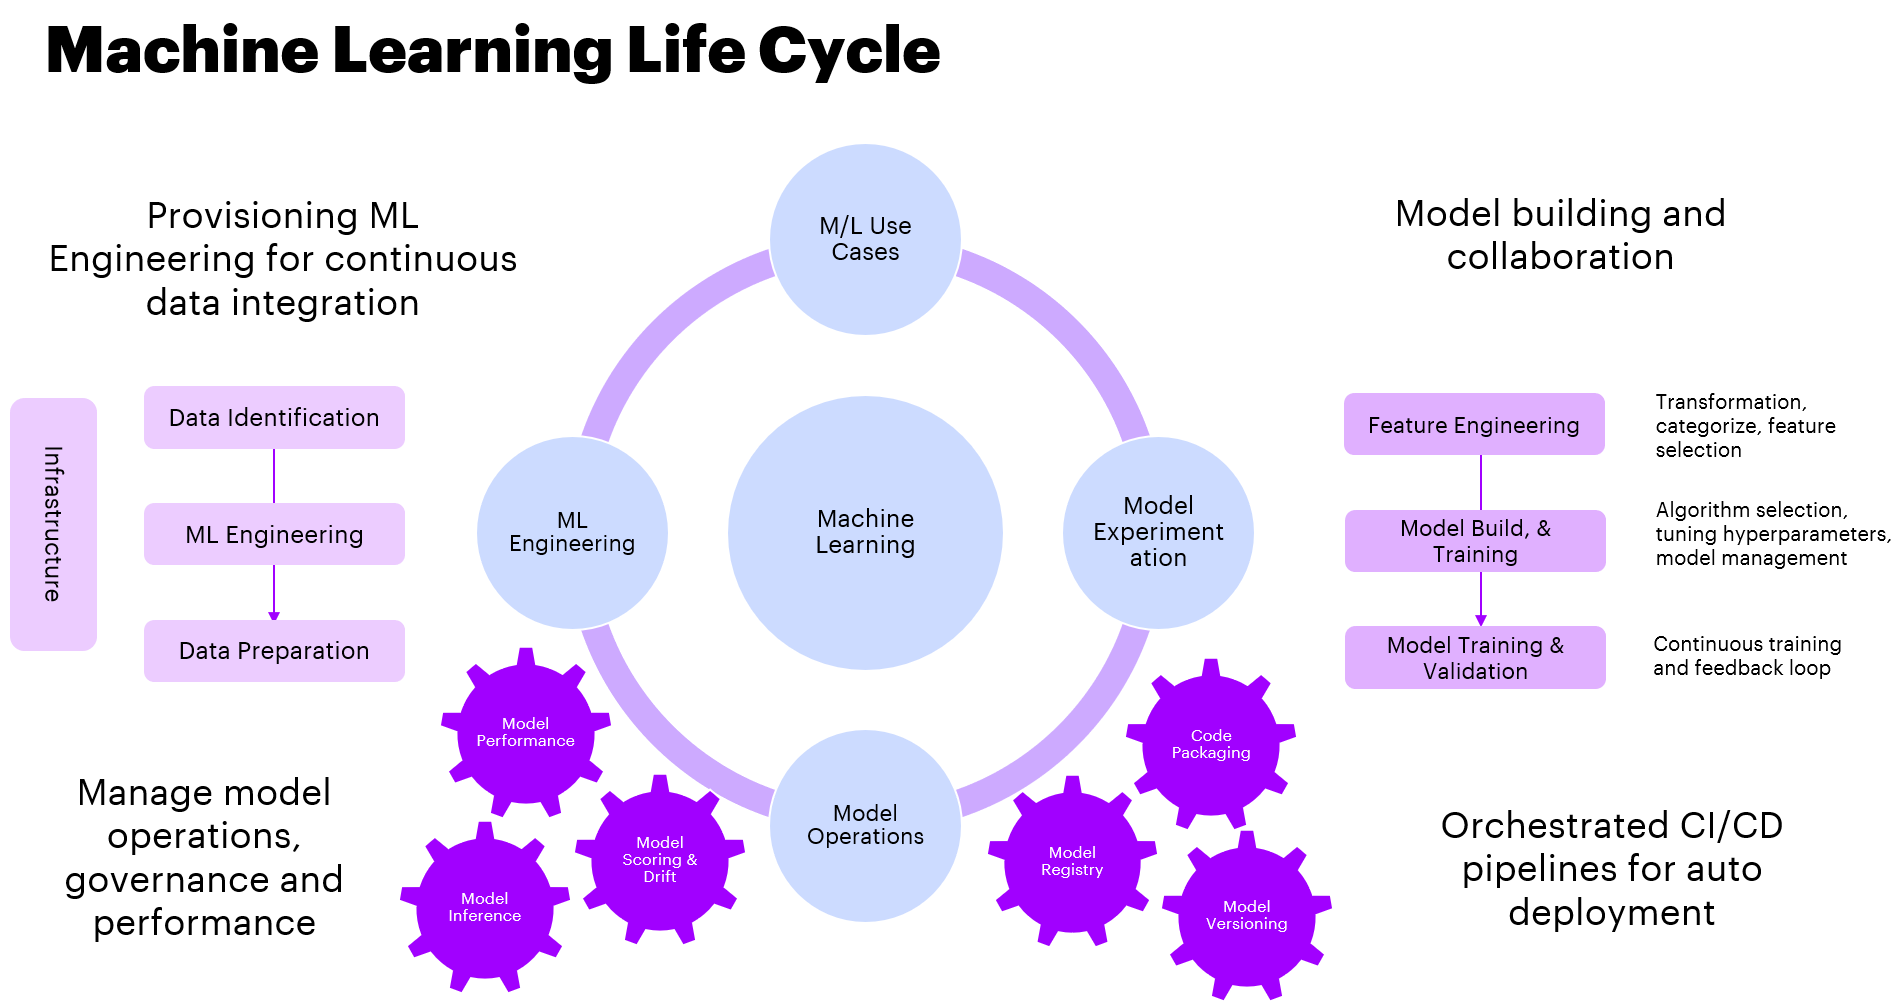 Machine Learning Life Cycle
Provisioning ML
Engineering for continuous
data integration
Infrastructure
Data Identification
ML Engineering
Data Preparation
M/L Use
Cases
ML
Engineering
Machine
Learning
Model
Experiment
ation
Model
Operations
Model building and
collaboration
Feature Engineering
Transformation,
categorize, feature
selection
Model Build, &
Training
Algorithm selection,
tuning hyperparameters,
model management
Model Training &
Validation
Continuous training
and feedback loop
Manage model
operations,
governance and
performance
Model
Performance
Model
Scoring &
Drift
Model
Inference
Code
Packaging
Model
Registry
Model
Versioning
Orchestrated CI/CD
pipelines for auto
deployment